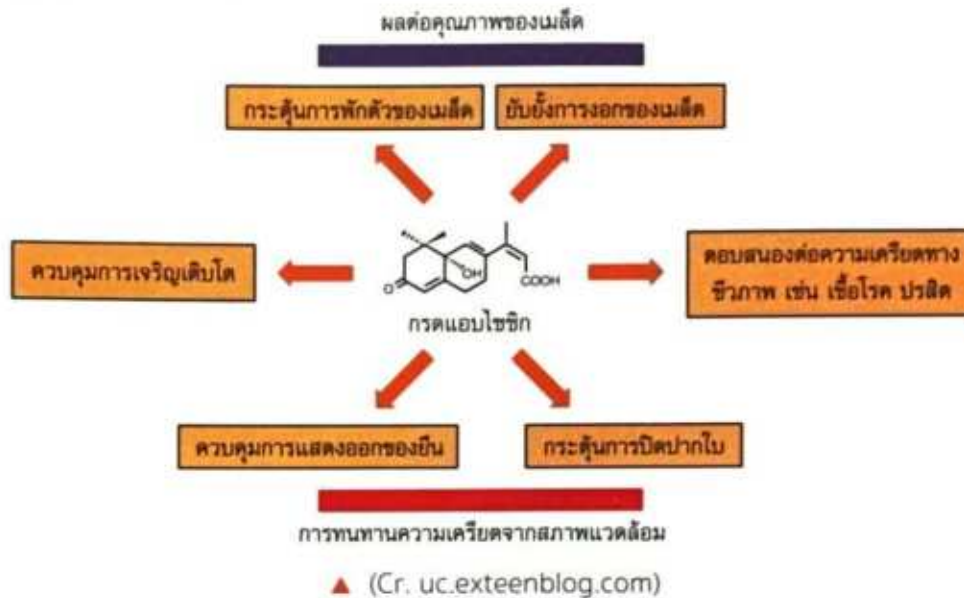 ผลต่อคุณภาพของเมล็ด
กระตุ้นการพักตัวของเมล็ด
ยับยั้งการงอกของเมล็ด
ควบคุมการเจริญเติบโต
O
OH
COOH
กรดแอบไซซิก
ตอบสนองต่อความเครียดทาง
ชีวภาพ เช่น เชื้อโรค ปรสิต
ควบคุมการแสดงออกของยีน
กระตุ้นการปิดปากใบ
การทนทานความเครียดจากสภาพแวดล้อม
▲ (Cr. uc.exteenblog.com)